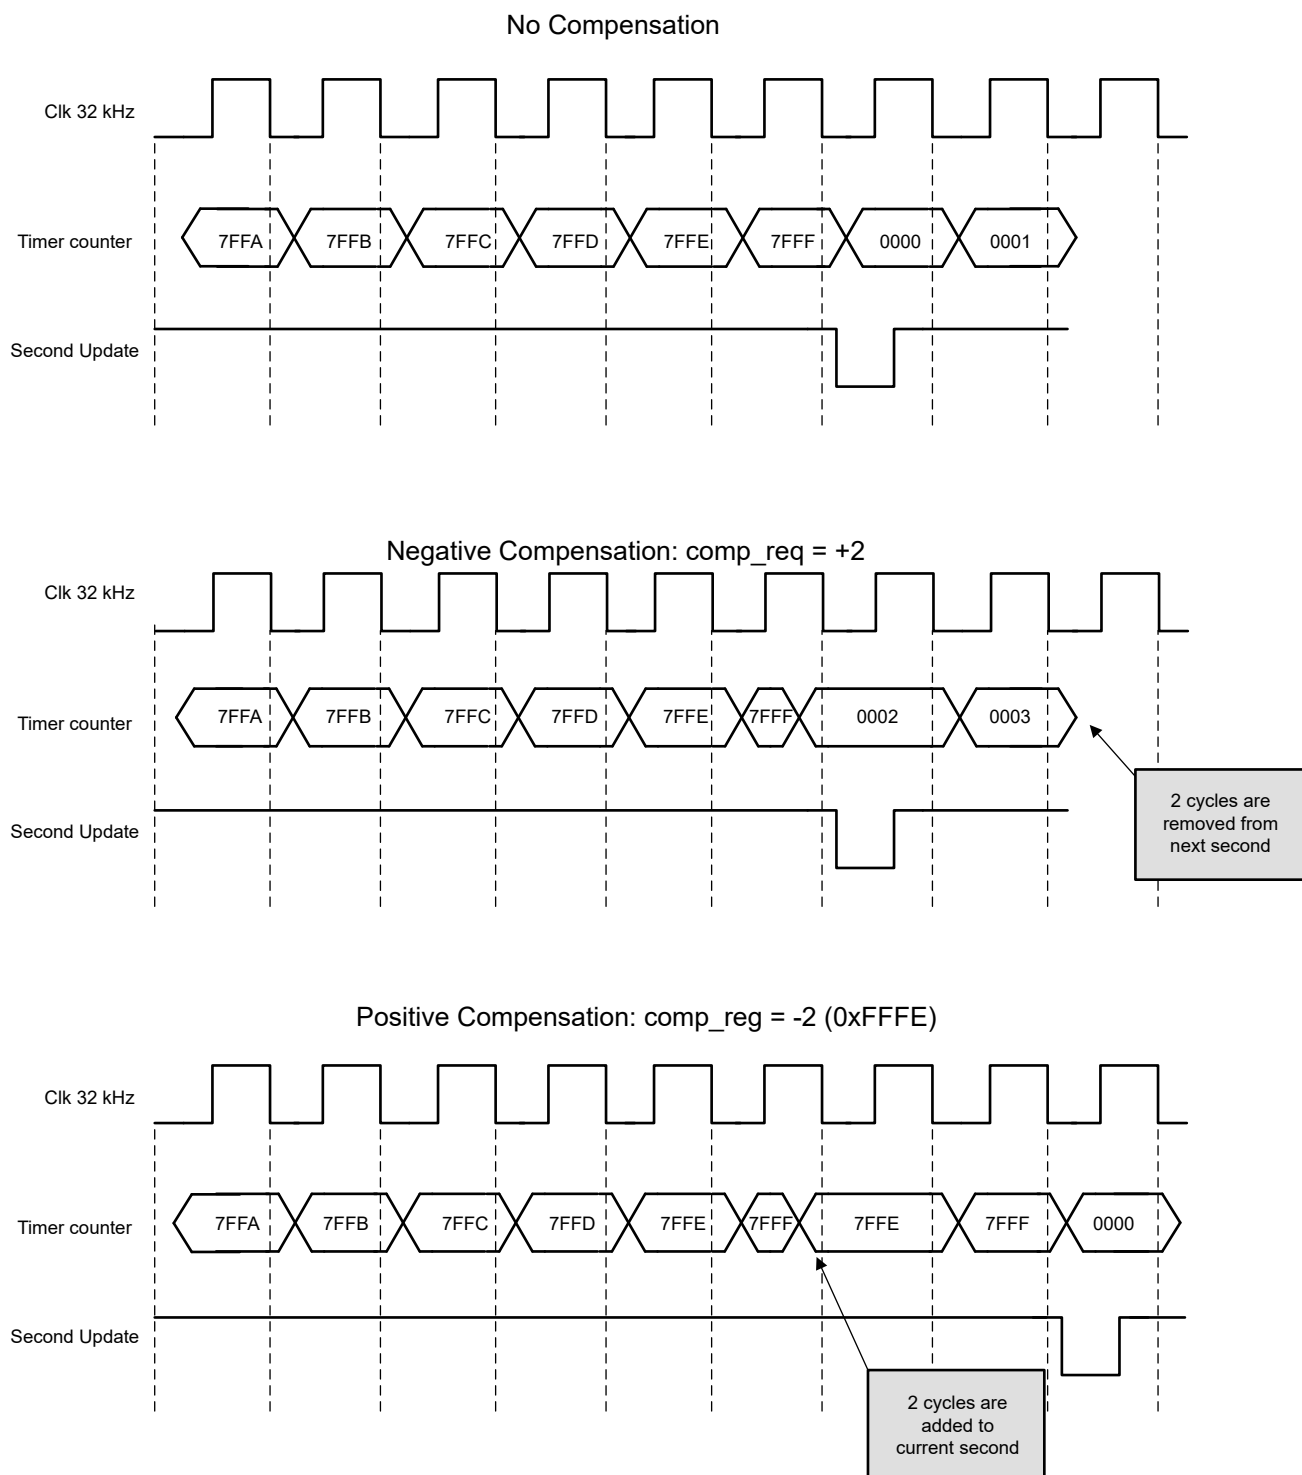 No Compensation
Clk 32 kHz
Timer counter
7FFA
7FFB
7FFC
7FFD
7FFE
7FFF
0000
0001
Second Update
Negative Compensation: comp_req = +2
Clk 32 kHz
Timer counter
7FFA
7FFB
7FFC
7FFD
7FFE
7FFF
0002
0003
2 cycles are
removed from
next second
Second Update
Positive Compensation: comp_reg = -2 (0xFFFE)
Clk 32 kHz
Timer counter
7FFA
7FFB
7FFC
7FFD
7FFE
7FFF
7FFE
7FFF
0000
Second Update
2 cycles are
added to
current second